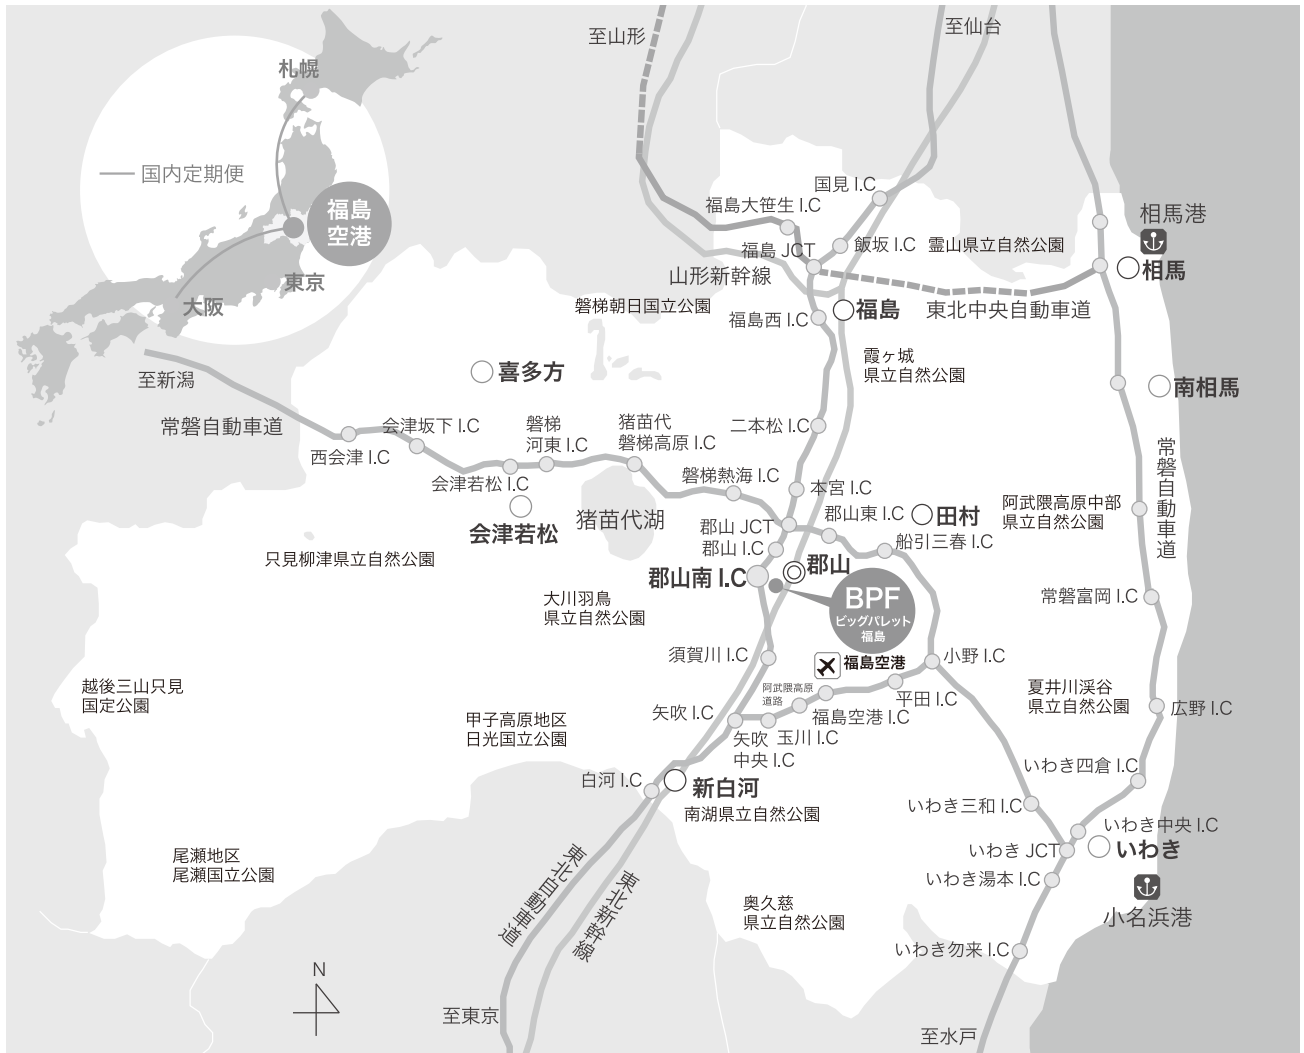 至山形
至仙台
札幌
国内定期便
福島
空港
東京
大阪
国見 I.C
福島大笹生 I.C
相馬港
福島 JCT
飯坂 I.C
霊山県立自然公園
相馬
山形新幹線
磐梯朝日国立公園
福島西 I.C
福島
東北中央自動車道
霞ヶ城
県立自然公園
至新潟
喜多方
南相馬
常磐自動車道
会津坂下 I.C
西会津 I.C
磐梯
河東 I.C
猪苗代
磐梯高原 I.C
二本松 I.C
常磐自動車道
会津若松 I.C
磐梯熱海 I.C
本宮 I.C
会津若松
猪苗代湖
郡山 JCT
郡山東 I.C
田村
阿武隈高原中部
県立自然公園
郡山 I.C
船引三春 I.C
只見柳津県立自然公園
郡山南 I.C
郡山
BPF
ビッグパレット
福島
大川羽鳥
県立自然公園
常磐富岡 I.C
須賀川 I.C
福島空港
小野 I.C
越後三山只見
国定公園
阿武隈高原
道路
平田 I.C
夏井川渓谷
県立自然公園
広野 I.C
甲子高原地区
日光国立公園
矢吹 I.C
福島空港 I.C
矢吹
中央 I.C
玉川 I.C
いわき四倉 I.C
白河 I.C
新白河
いわき三和 I.C
南湖県立自然公園
いわき中央 I.C
いわき JCT
いわき
尾瀬地区
尾瀬国立公園
東北自動車道
東北新幹線
いわき湯本 I.C
小名浜港
奥久慈
県立自然公園
いわき勿来 I.C
N
至東京
至水戸